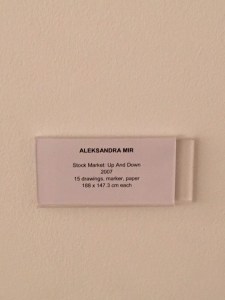 ALEKSANDRA MIR
Stock Market: Up And Down
2007
15 drawings, marker, paper
188 x 147.3 cm each